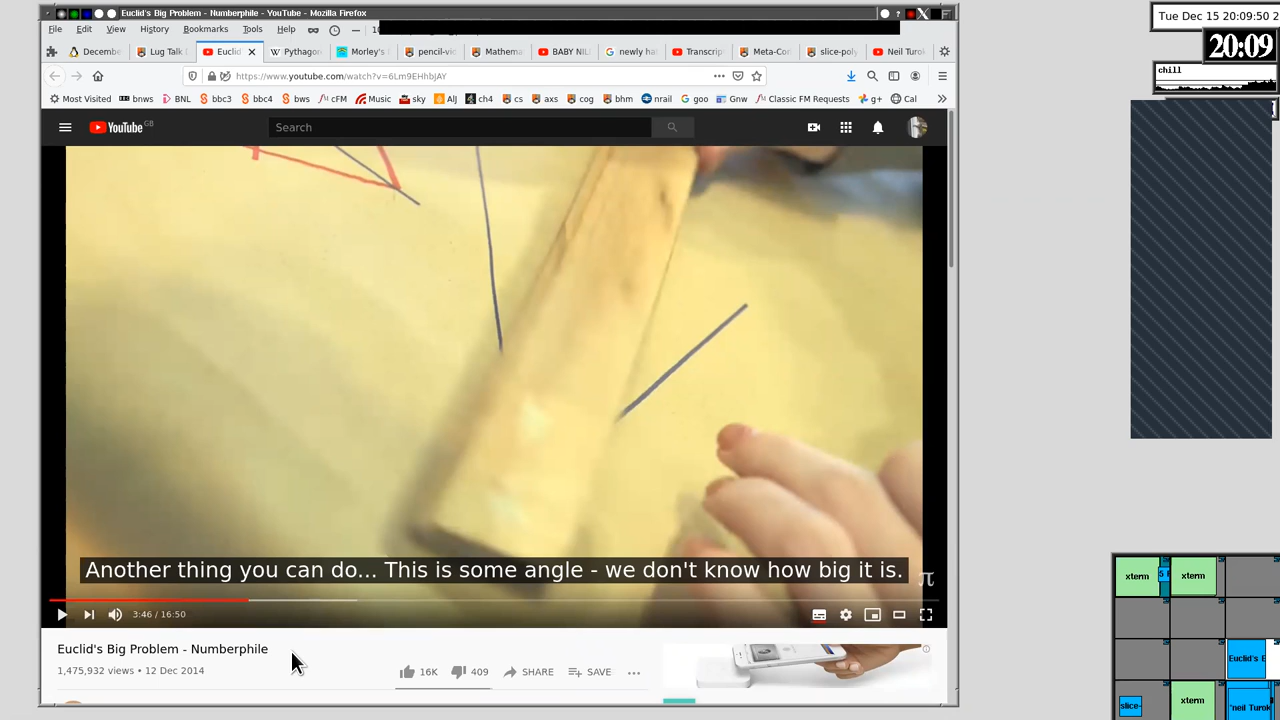 Euclid's Big Problem - Numberphile - YouTube - Mozilla Firefox
Tue Dec 15 20:09:50 2
File Edit View History Bookmarks Tools Help
20:09
Decembe Lug Talk Euclid Pythagon Morley's pencil-vic Mathema BABY NIL newly ha Transcrip Meta-Cor slice-poly Neil Turok
chill
https://www.youtube.com/watch?v=6Lm9EHhbJAY
Most Visited bnws BNL bbc3 bbc4 bws cFM Music sky AlJ ch4 cs axs cog bhm nrail goo Gnw Classic FM Requests g+ Cal
YouTube GB
Search
Another thing you can do... This is some angle - we don't know how big it is.
π
3:46 / 16:50
Euclid's Big Problem - Numberphile
1,475,932 views • 12 Dec 2014
16K 409 SHARE SAVE
xterm xterm
Euclid's E
slice- xterm "neil Turok